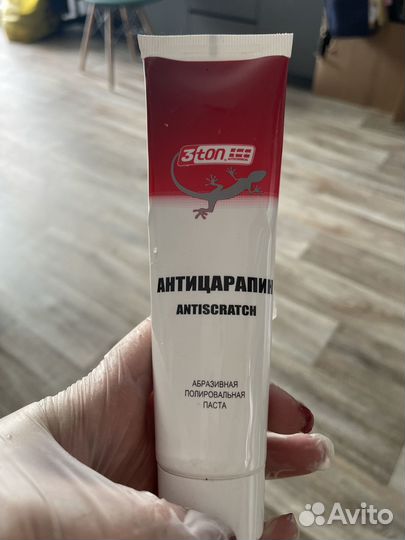 3ton
АНТИЦАРАПИН
ANTISCRATCH
АБРАЗИВНАЯ
ПОЛИРОВАЛЬНАЯ
ПАСТА
Avito